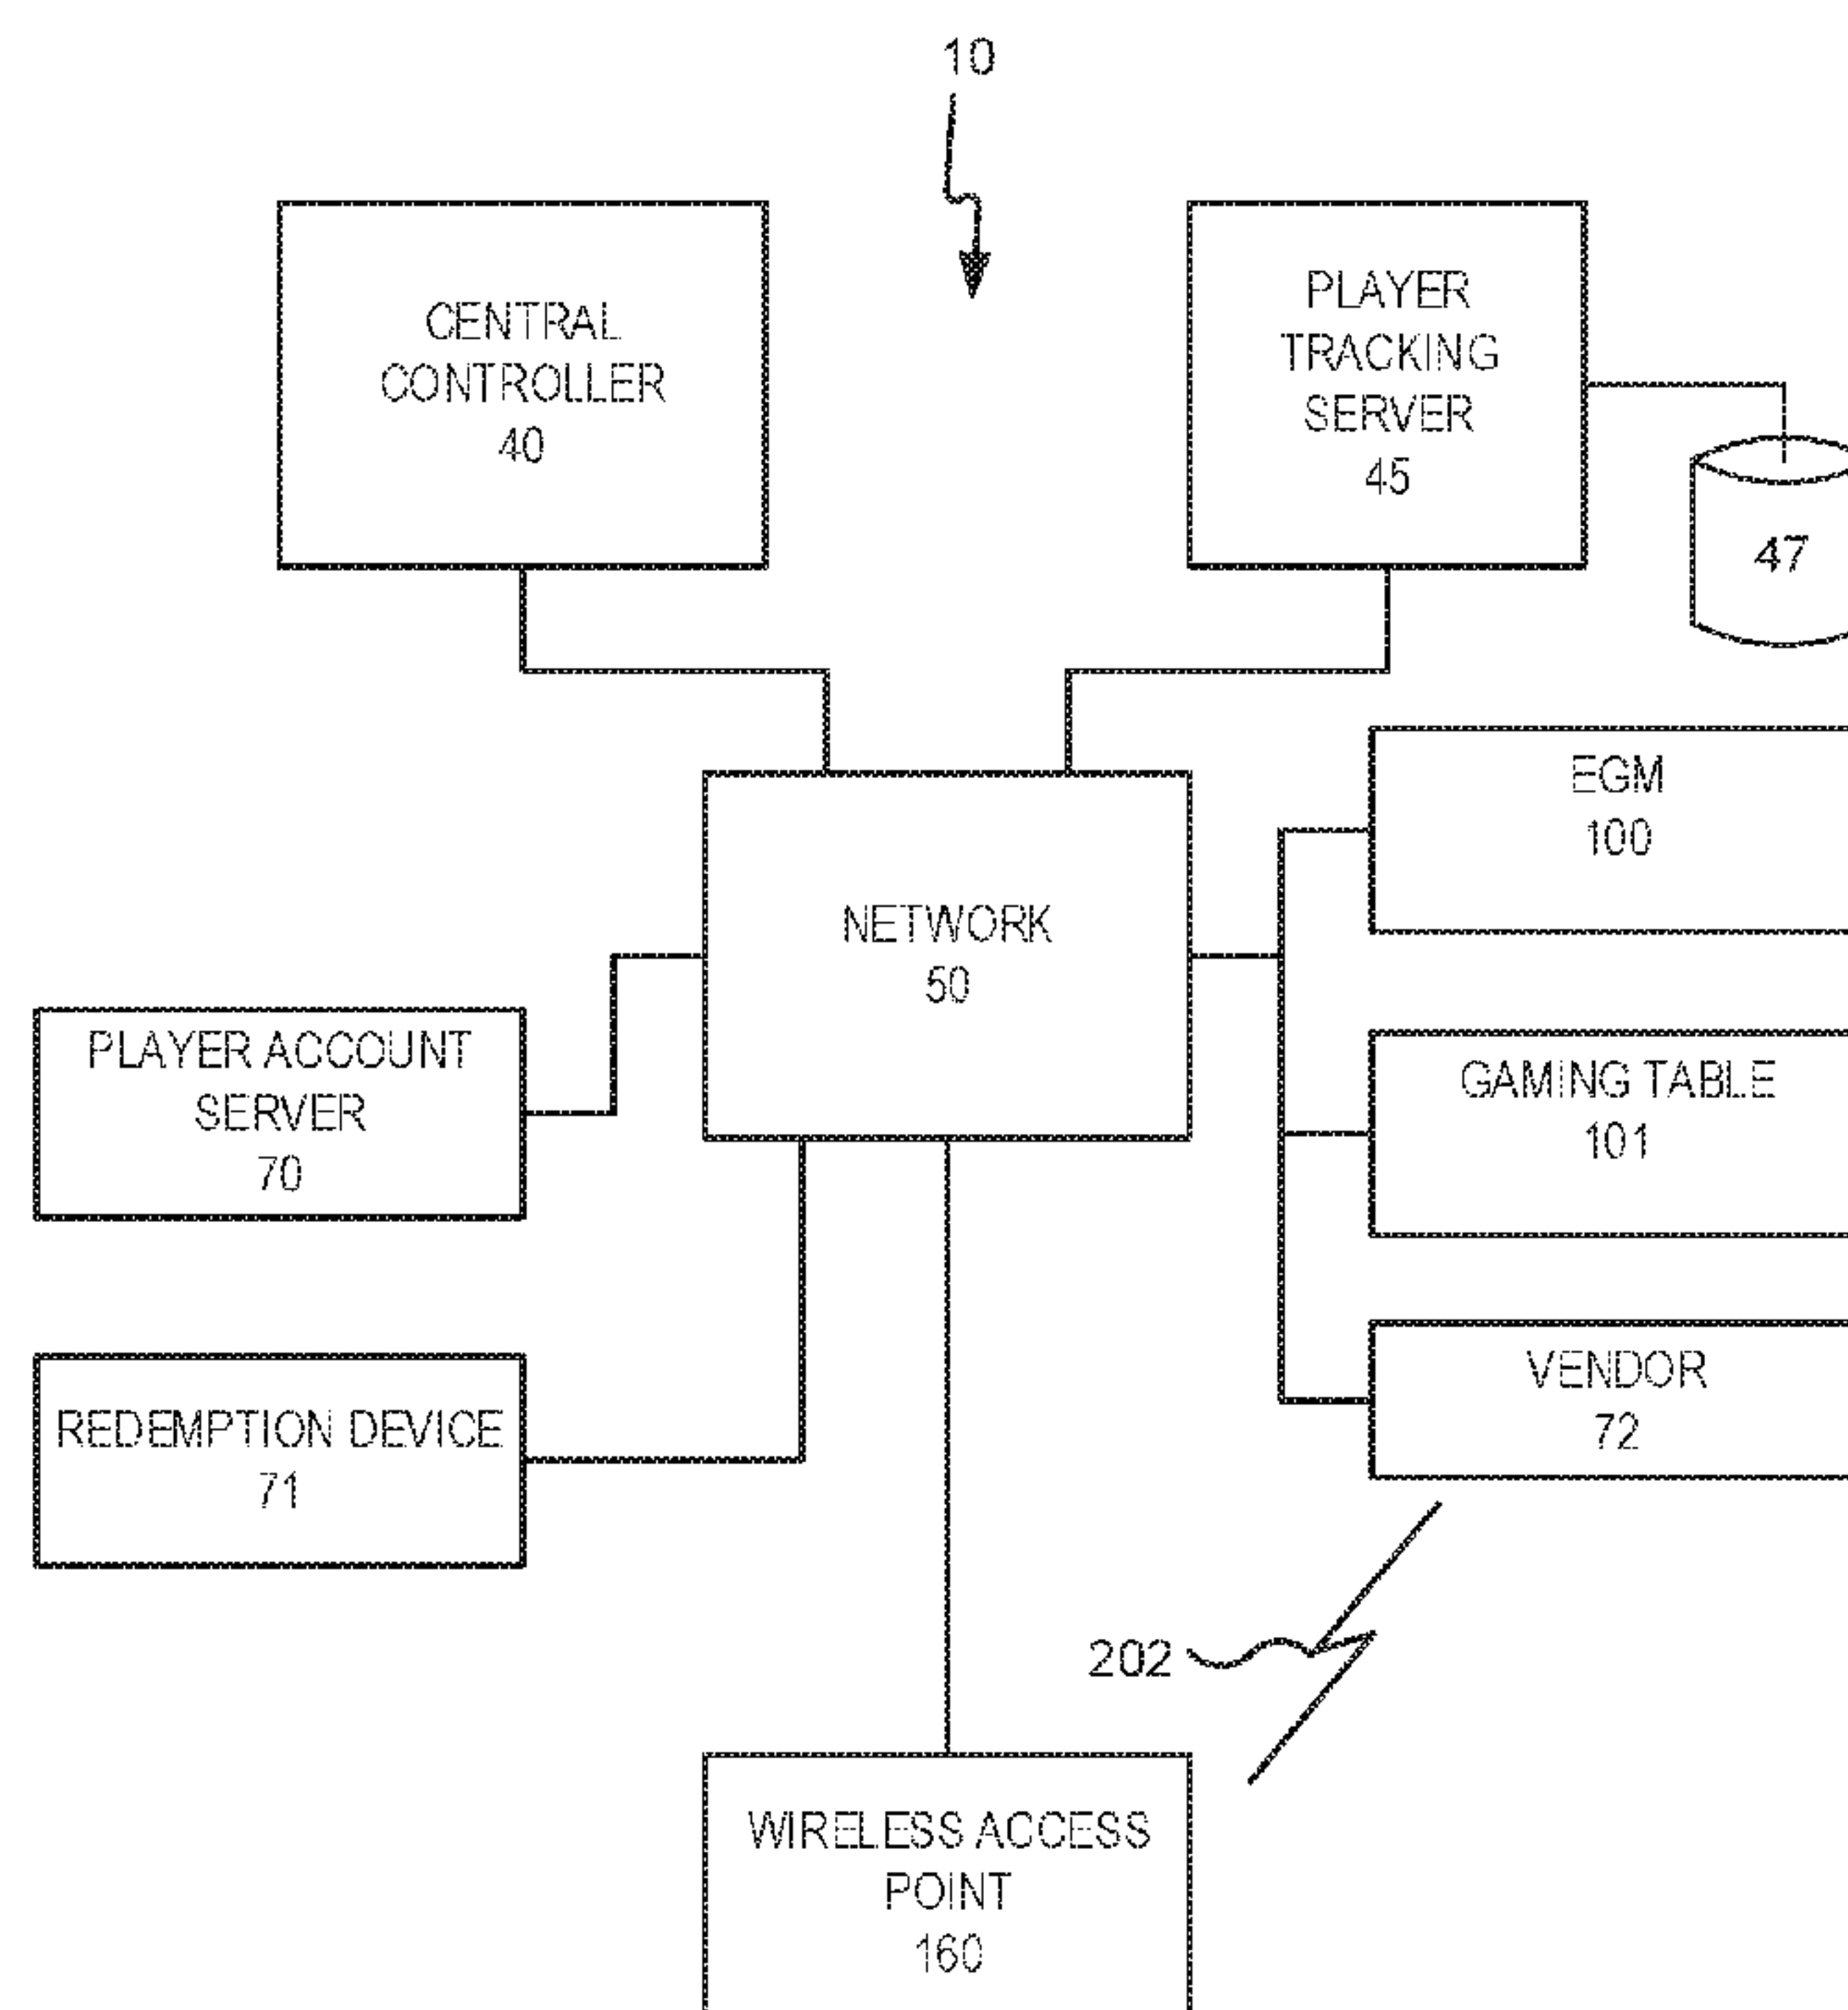 10
CENTRAL
CONTROLLER
40
PLAYER
TRACKING
SERVER
45
47
EGM
100
NETWORK
50
PLAYER ACCOUNT
SERVER
70
GAMING TABLE
101
REDEMPTION DEVICE
71
VENDOR
72
202
WIRELESS ACCESS
POINT
160